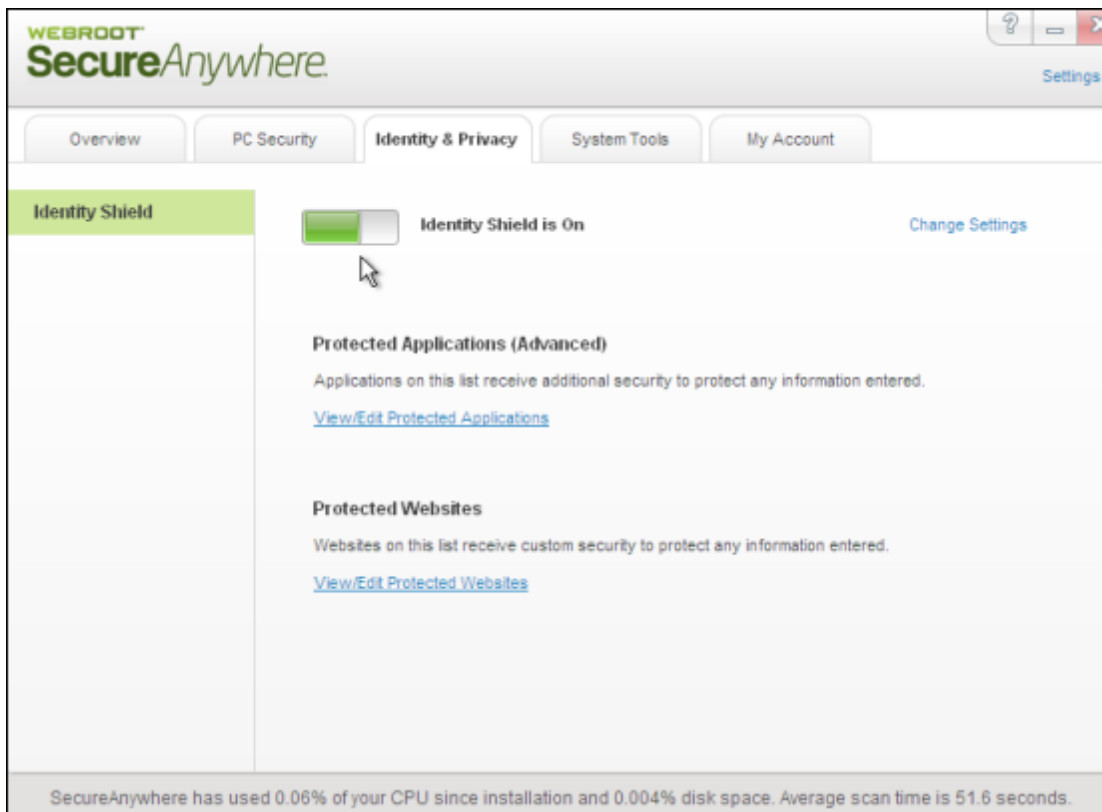 WEBROOT
SecureAnywhere.
?
Settings
Overview PC Security Identity & Privacy System Tools My Account
Identity Shield
Identity Shield is On Change Settings
Protected Applications (Advanced)
Applications on this list receive additional security to protect any information entered.
View/Edit Protected Applications
Protected Websites
Websites on this list receive custom security to protect any information entered.
View/Edit Protected Websites
SecureAnywhere has used 0.06% of your CPU since installation and 0.004% disk space. Average scan time is 51.6 seconds.